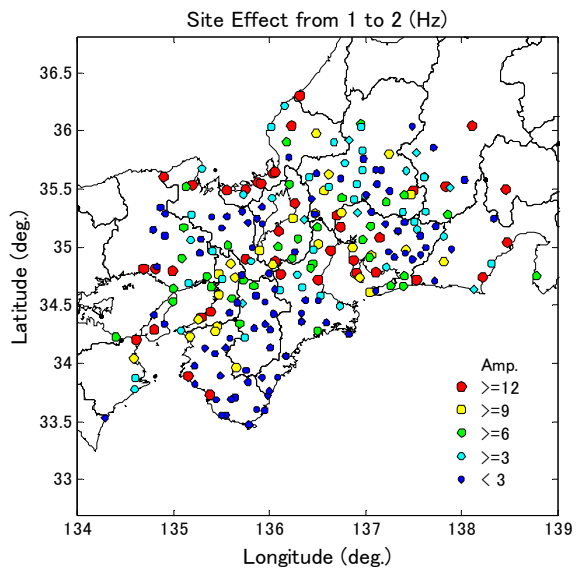 Site Effect from 1 to 2 (Hz)
36.5
36
35.5
35
34.5
34
33.5
33
Latitude (deg.)
Amp.
>=12
>=9
>=6
>=3
< 3
134 135 136 137 138 139
Longitude (deg.)